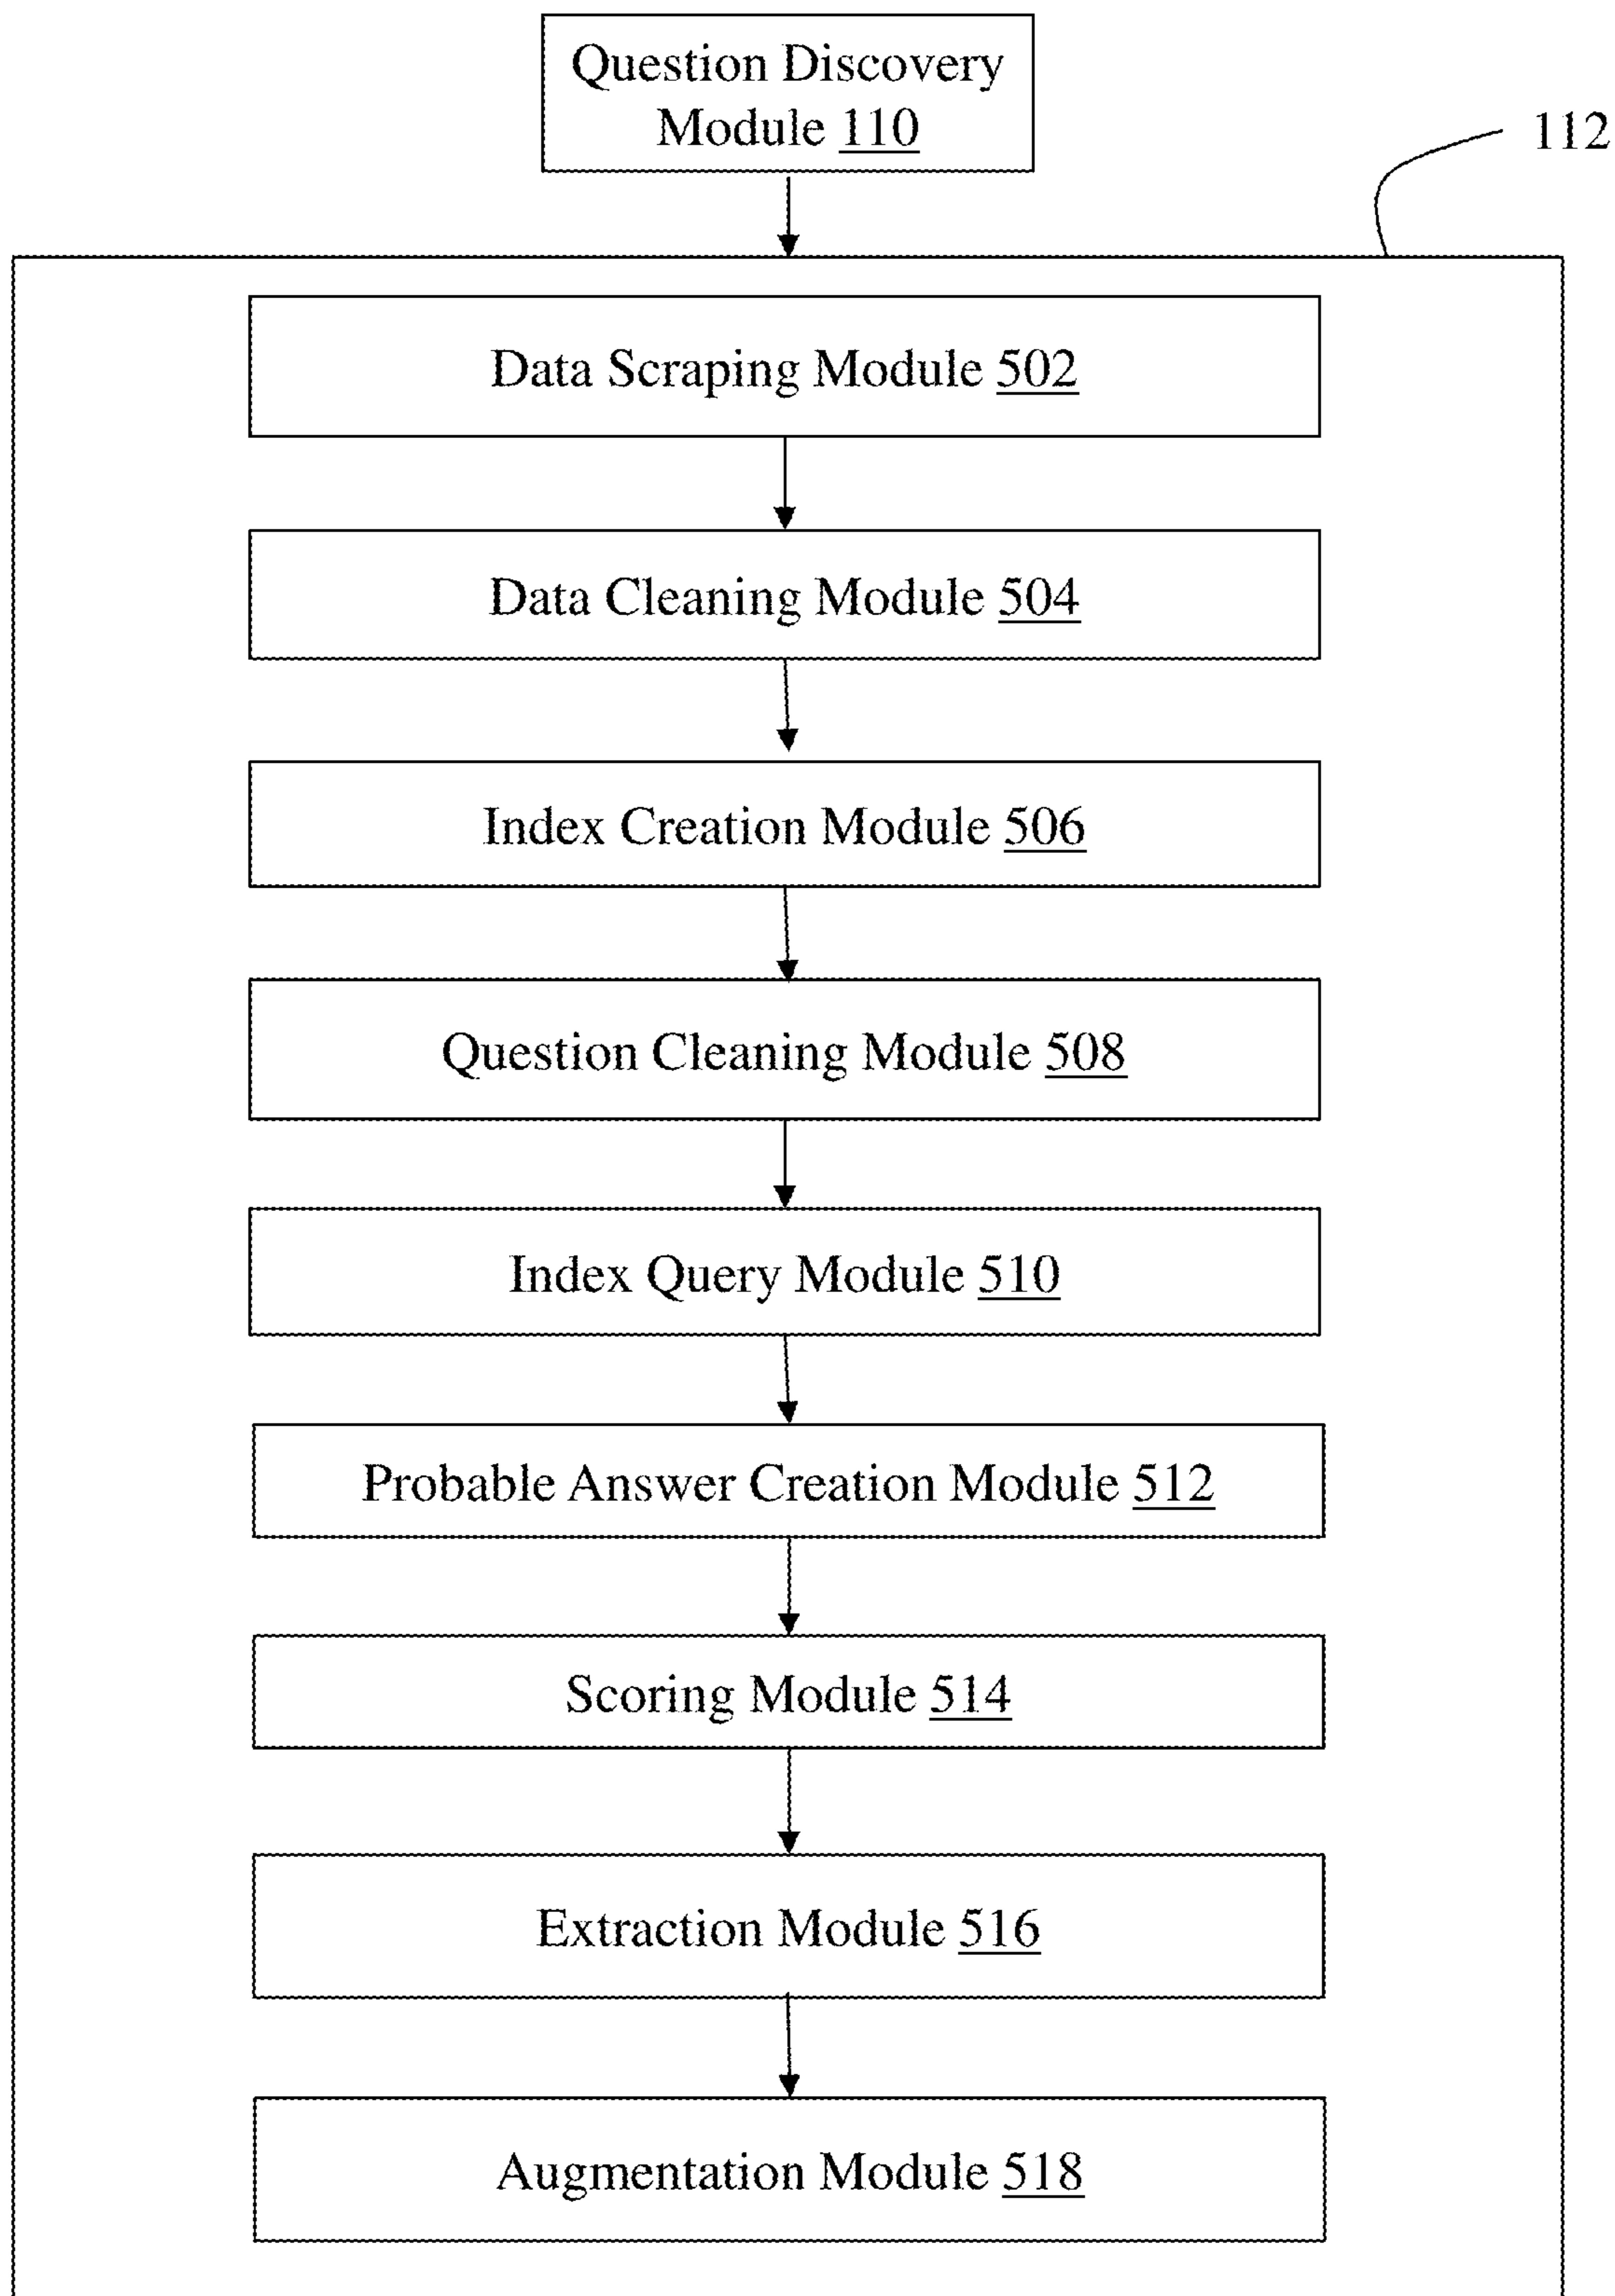 Question Discovery
Module 110
112
Data Scraping Module 502
Data Cleaning Module 504
Index Creation Module 506
Question Cleaning Module 508
Index Query Module 510
Probable Answer Creation Module 512
Scoring Module 514
Extraction Module 516
Augmentation Module 518